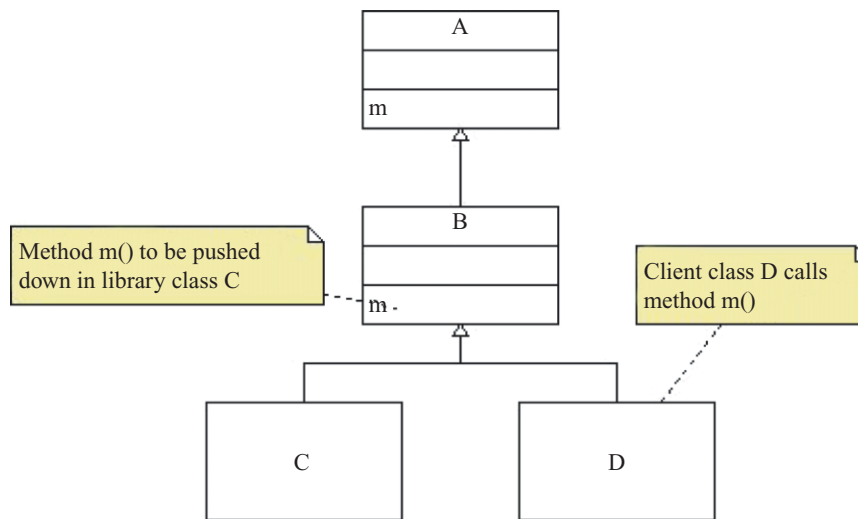 A
m
B
Method m() to be pushed
down in library class C
m
Client class D calls
method m()
C
D